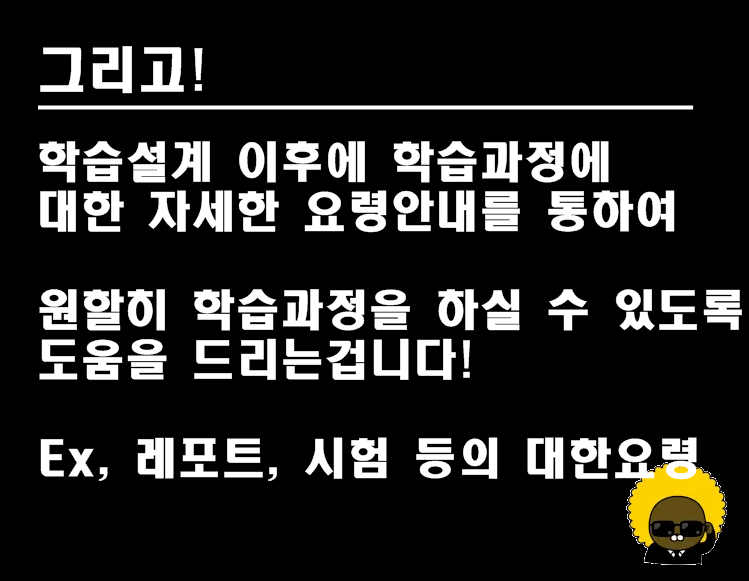 그리고!
학습설계 이후에 학습과정에
대한 자세한 요령안내를 통하여
원할히 학습과정을 하실 수 있도록
도움을 드리는겁니다!
Ex, 레포트, 시험 등의 대한요령